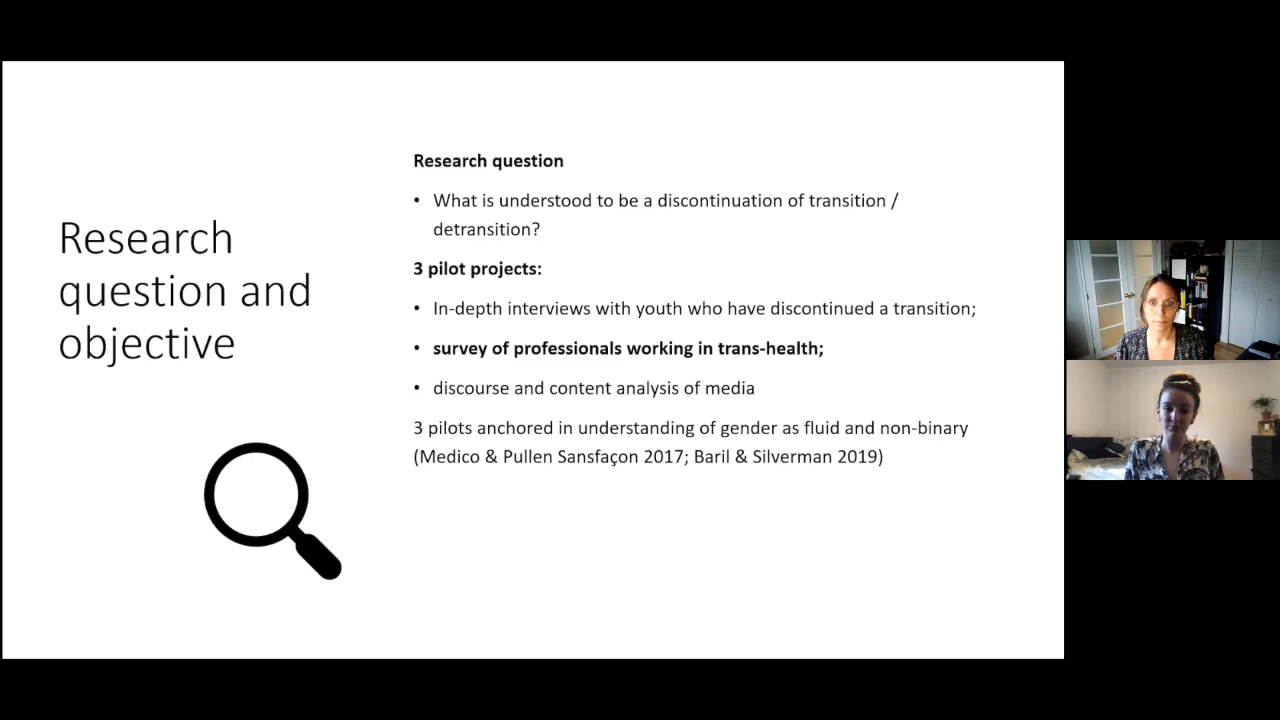 Research
question and
objective
Research question
• What is understood to be a discontinuation of transition /
detransition?
3 pilot projects:
• In-depth interviews with youth who have discontinued a transition;
• survey of professionals working in trans-health;
• discourse and content analysis of media
3 pilots anchored in understanding of gender as fluid and non-binary
(Medico & Pullen Sansfaçon 2017; Baril & Silverman 2019)